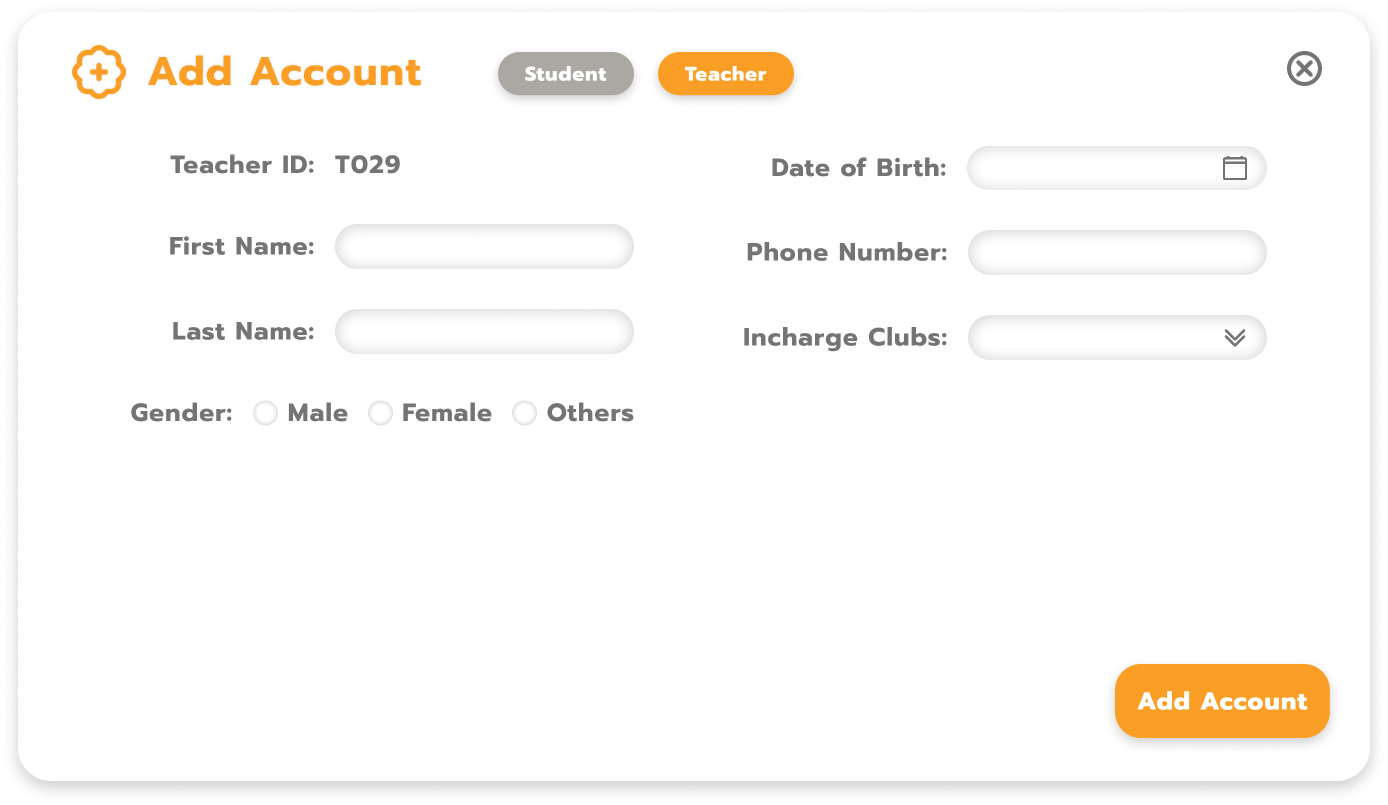 Add Account
Student
Teacher
Teacher ID: T029
First Name:
Last Name:
Gender: Male Female Others
Date of Birth:
Phone Number:
Incharge Clubs:
Add Account